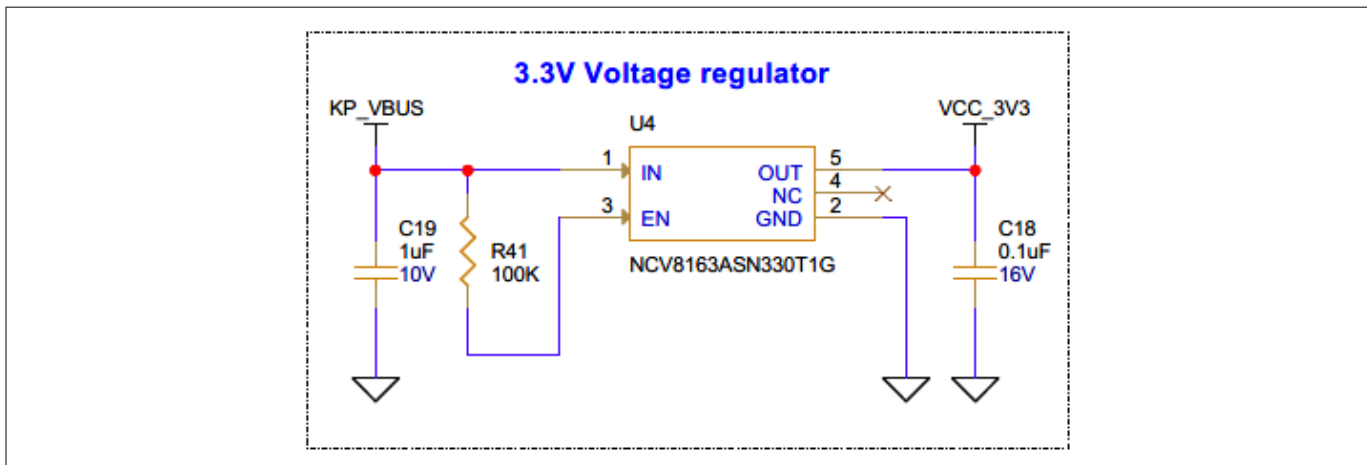 3.3V Voltage regulator
KP_VBUS
VCC_3V3
U4
1
IN
OUT
5
NC
4
3
EN
GND
2
C19
1uF
10V
R41
100K
NCV8163ASN330T1G
C18
0.1uF
16V